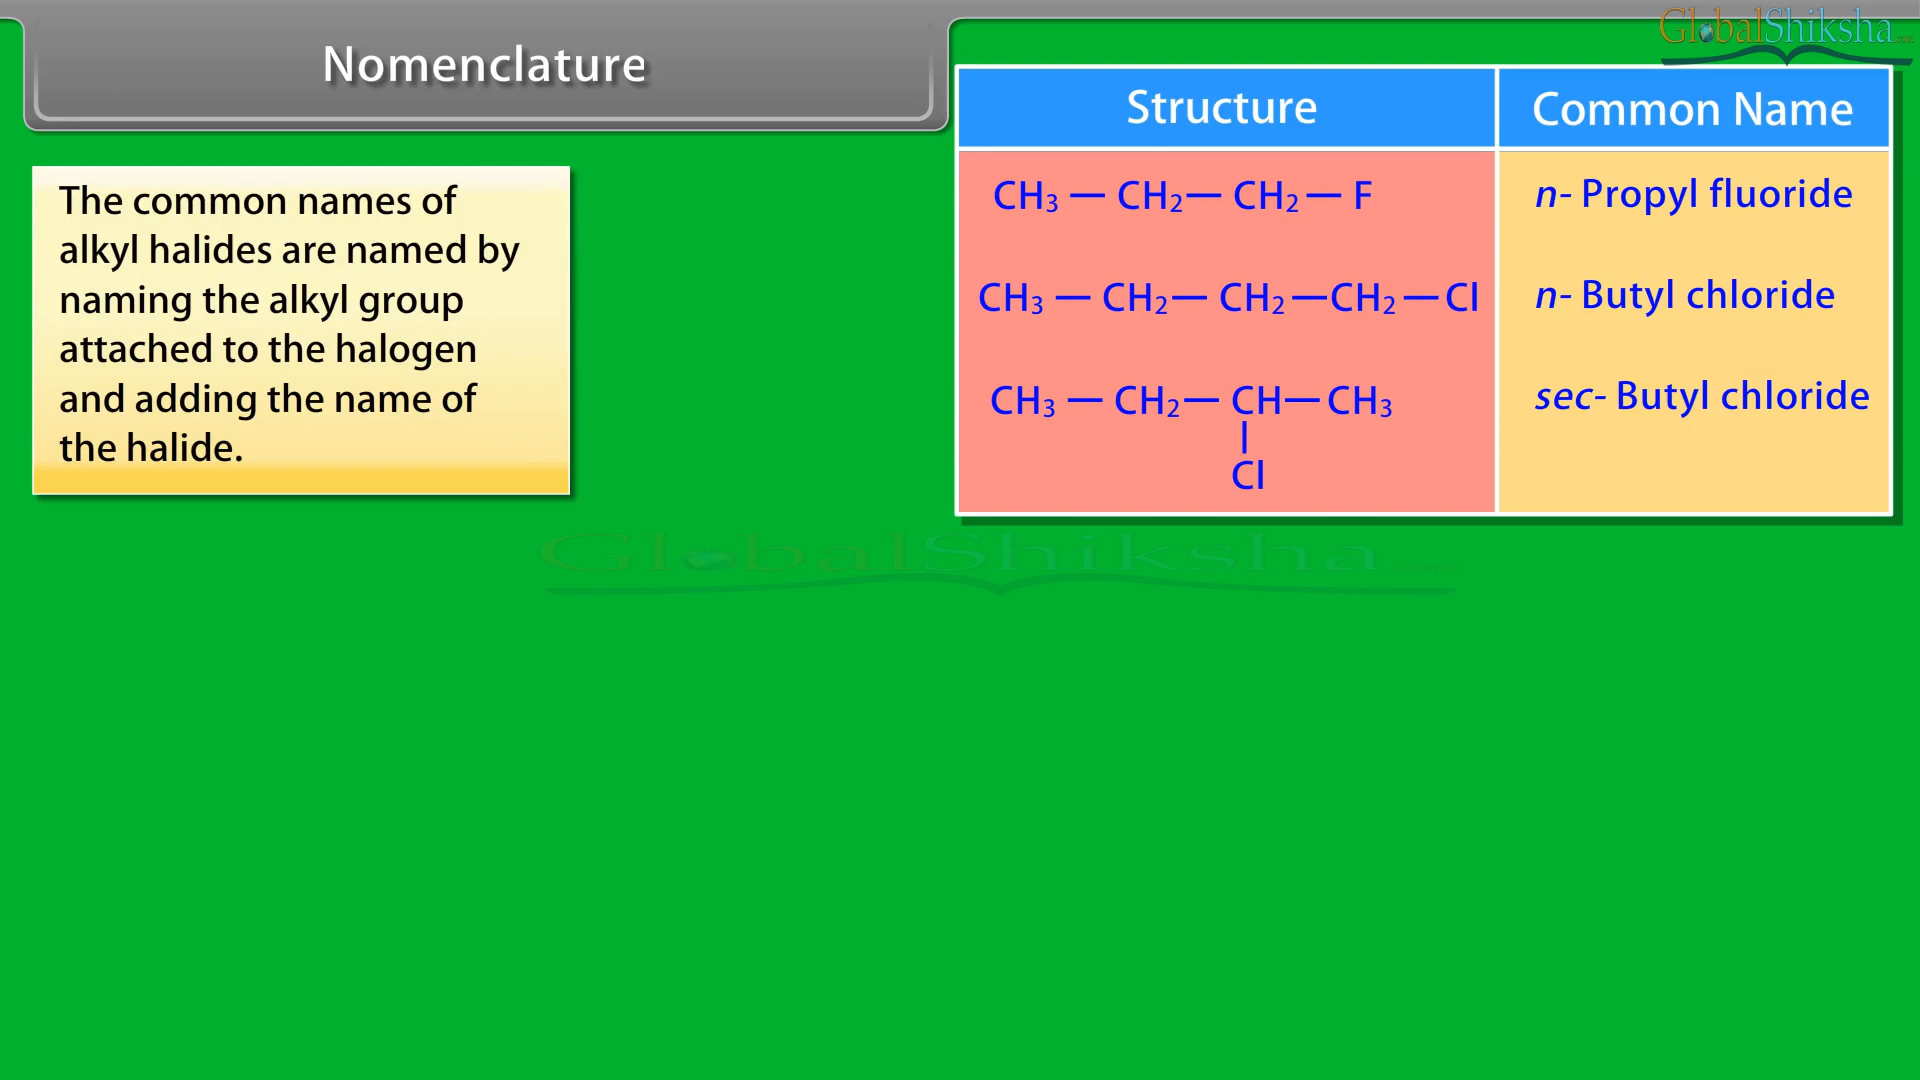 Nomenclature
GlobalShiksha.com
The common names of
alkyl halides are named by
naming the alkyl group
attached to the halogen
and adding the name of
the halide.
Structure Common Name
CH₃ — CH₂ — CH₂ — F n- Propyl fluoride
CH₃ — CH₂ — CH₂ — CH₂ — Cl n- Butyl chloride
CH₃ — CH₂ — CH — CH₃ sec- Butyl chloride
|
Cl
GlobalShiksha.com